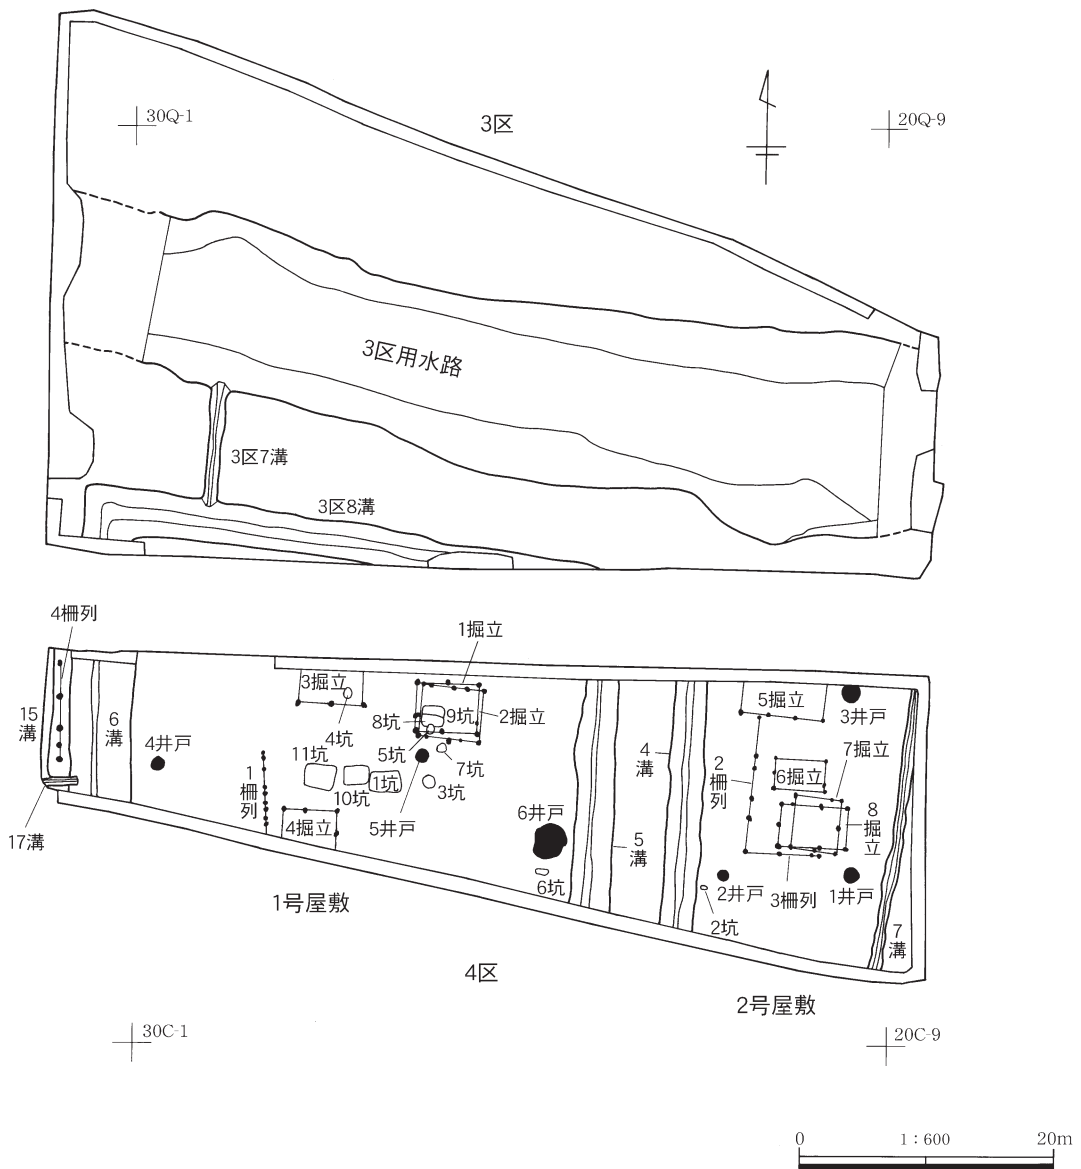 30Q-1
3区
20Q-9
3区用水路
3区7溝
3区8溝
4柵列
1掘立
3掘立
5掘立
15溝
6溝
8坑
9坑
2掘立
3井戸
4井戸
4坑
5坑
7坑
4溝
2柵列
7掘立
11坑
1柵列
10坑
1坑
3坑
6掘立
17溝
4掘立
5井戸
6井戸
5溝
8掘立
6坑
2井戸
3柵列
1井戸
1号屋敷
2坑
7溝
4区
2号屋敷
30C-1
20C-9
0
1：600
20m